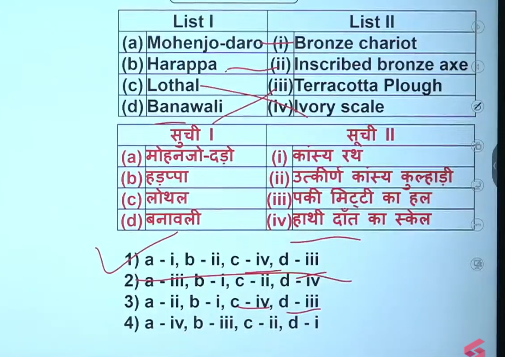 List I List II
(a) Mohenjo-daro (i) Bronze chariot
(b) Harappa (ii) Inscribed bronze axe
(c) Lothal (iii) Terracotta Plough
(d) Banawali (iv) Ivory scale
सुची I सूची II
(a) मोहनजो-दड़ो (i) कांस्य रथ
(b) हड़प्पा (ii) उत्कीर्ण कांस्य कुल्हाड़ी
(c) लोथल (iii) पकी मिट्टी का हल
(d) बनावली (iv) हाथी दाँत का स्केल
1) a - i, b - ii, c - iv, d - iii
2) a - iii, b - i, c - ii, d - iv
3) a - ii, b - i, c - iv, d - iii
4) a - iv, b - iii, c - ii, d - i